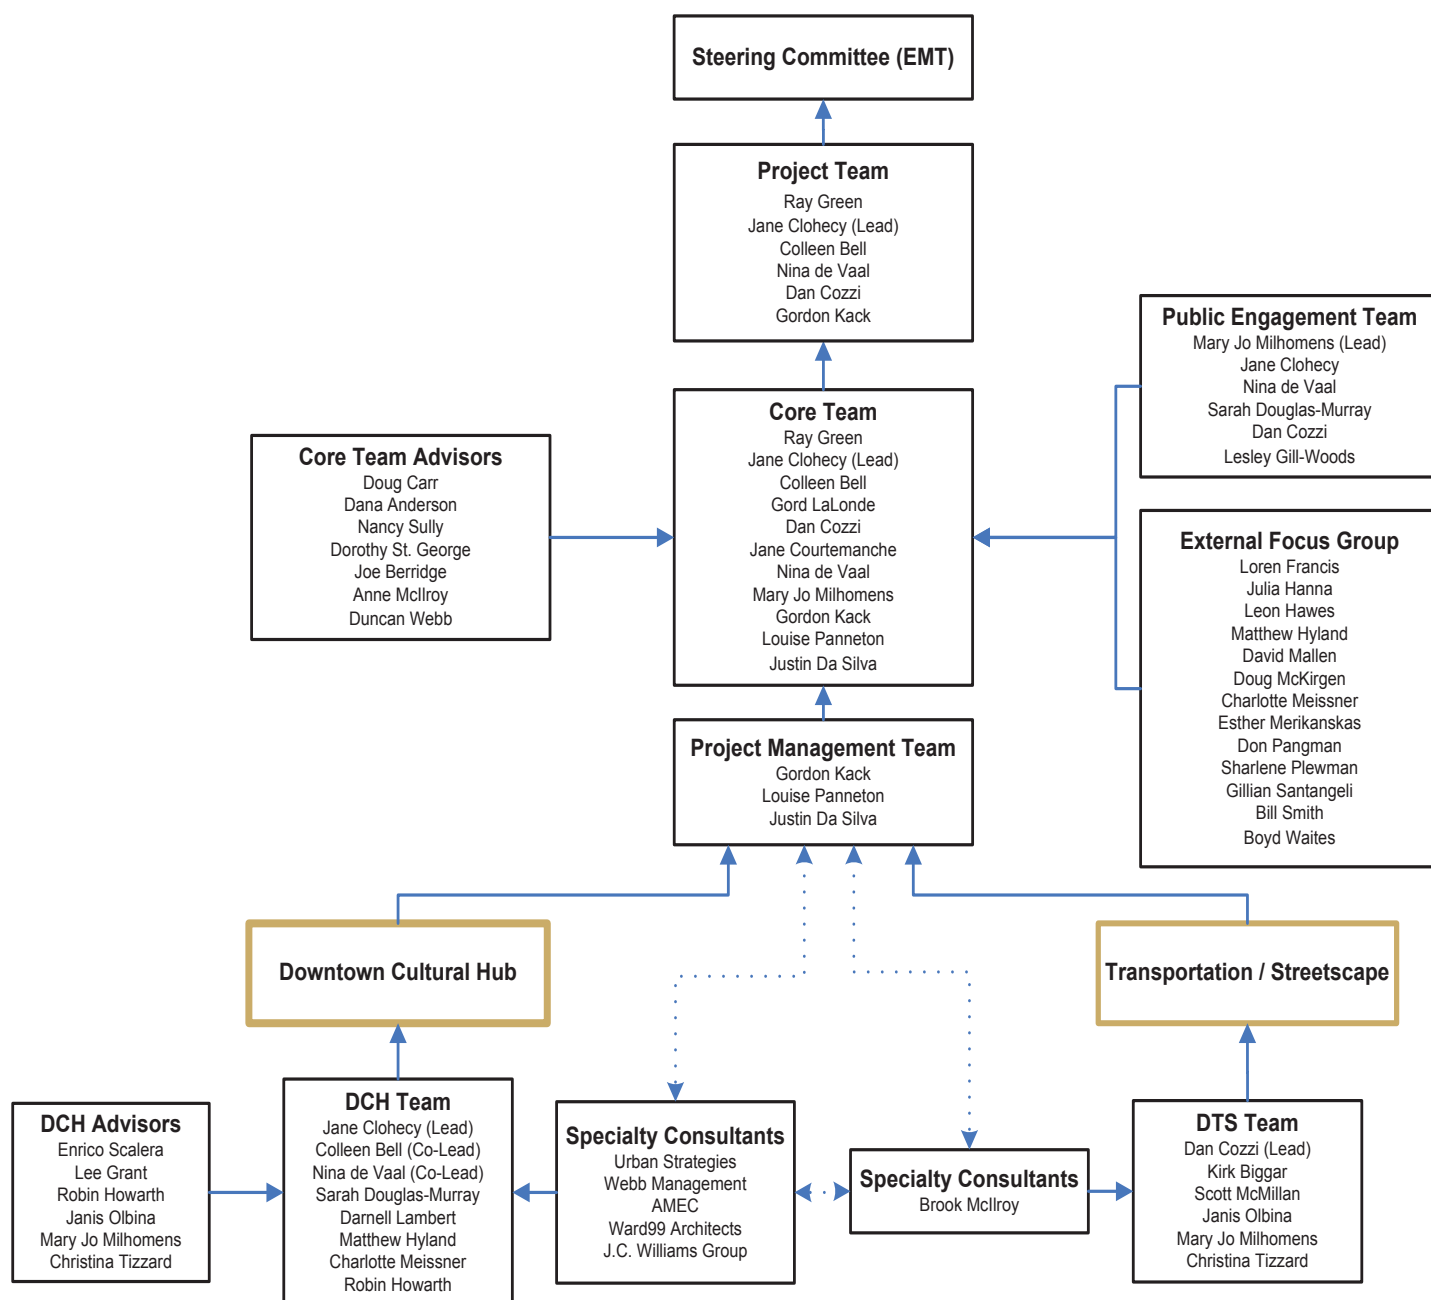 Steering Committee (EMT)
Project Team
Ray Green
Jane Clohecy (Lead)
Colleen Bell
Nina de Vaal
Dan Cozzi
Gordon Kack
Public Engagement Team
Mary Jo Milhomens (Lead)
Jane Clohecy
Nina de Vaal
Sarah Douglas-Murray
Dan Cozzi
Lesley Gill-Woods
Core Team
Ray Green
Jane Clohecy (Lead)
Colleen Bell
Gord LaLonde
Dan Cozzi
Jane Courtemanche
Nina de Vaal
Mary Jo Milhomens
Gordon Kack
Louise Panneton
Justin Da Silva
Core Team Advisors
Doug Carr
Dana Anderson
Nancy Sully
Dorothy St. George
Joe Berridge
Anne McIlroy
Duncan Webb
External Focus Group
Loren Francis
Julia Hanna
Leon Hawes
Matthew Hyland
David Mallen
Doug McKirgen
Charlotte Meissner
Esther Merikanskas
Don Pangman
Sharlene Plewman
Gillian Santangeli
Bill Smith
Boyd Waites
Project Management Team
Gordon Kack
Louise Panneton
Justin Da Silva
Downtown Cultural Hub
Transportation / Streetscape
DCH Advisors
Enrico Scalera
Lee Grant
Robin Howarth
Janis Olbina
Mary Jo Milhomens
Christina Tizzard
DCH Team
Jane Clohecy (Lead)
Colleen Bell (Co-Lead)
Nina de Vaal (Co-Lead)
Sarah Douglas-Murray
Darnell Lambert
Matthew Hyland
Charlotte Meissner
Robin Howarth
Specialty Consultants
Urban Strategies
Webb Management
AMEC
Ward99 Architects
J.C. Williams Group
Specialty Consultants
Brook McIlroy
DTS Team
Dan Cozzi (Lead)
Kirk Biggar
Scott McMillan
Janis Olbina
Mary Jo Milhomens
Christina Tizzard